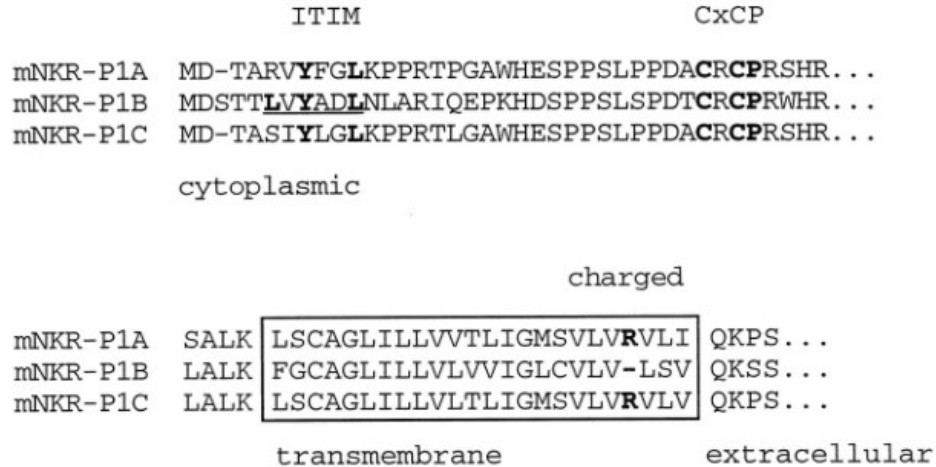 ITIM CxCP
mNKR-P1A MD-TARVYFGLKPPRTPGAWHESPPSLPPDACRCPRSHR...
mNKR-P1B MDSTTLVYADLNLARIQEPKHDSPPSLSPDTCRCPRWHR...
mNKR-P1C MD-TASIYLGLKPPRTLGAWHESPPSLPPDACRCPRSHR...
cytoplasmic
charged
mNKR-P1A SALK LSCAGLILLVVTLIGMSVLVRVLI QKPS...
mNKR-P1B LALK FGCAGLILLVLVVIGLCVLV-LSV QKSS...
mNKR-P1C LALK LSCAGLILLVLTLIGMSVLVRVLV QKPS...
transmembrane extracellular